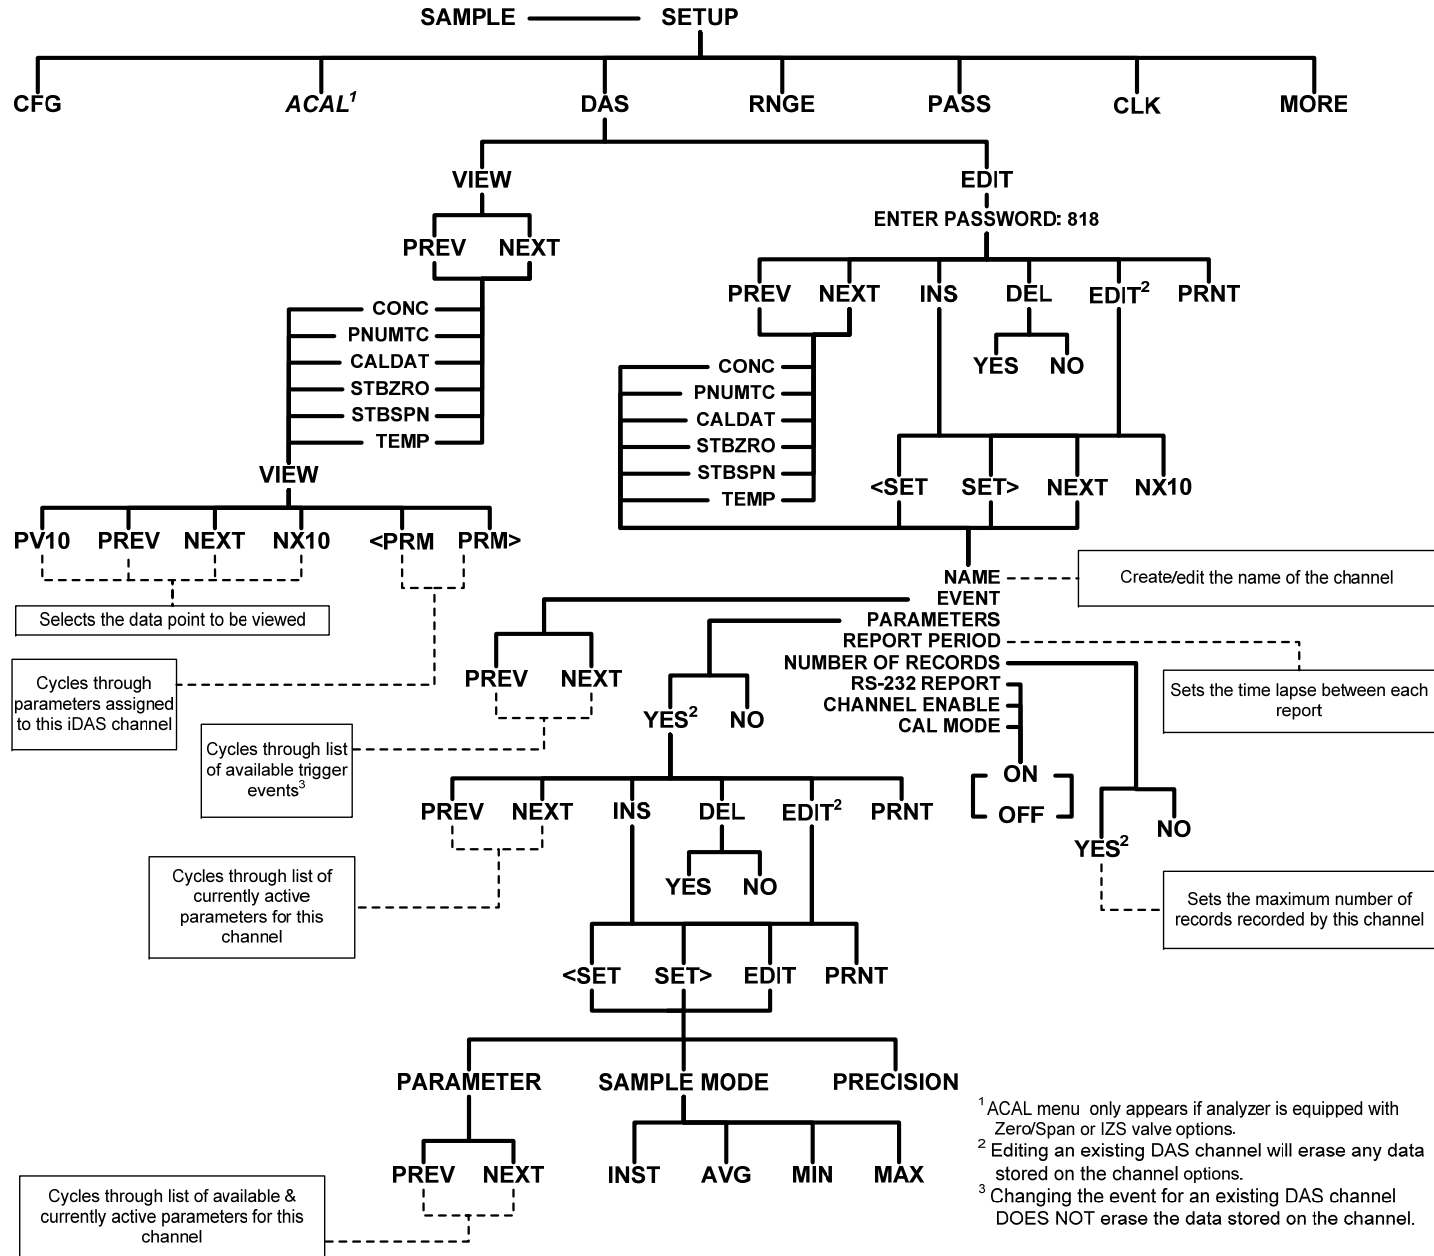 SAMPLE SETUP
CFG ACAL¹ DAS RNGE PASS CLK MORE
VIEW EDIT
ENTER PASSWORD: 818
PREV NEXT
PREV NEXT INS DEL EDIT² PRNT
YES NO
CONC
PNUMTC
CALDAT
STBZRO
STBSPN
TEMP
CONC
PNUMTC
CALDAT
STBZRO
STBSPN
TEMP
VIEW
<SET SET> NEXT NX10
PV10 PREV NEXT NX10 <PRM PRM>
Selects the data point to be viewed
Cycles through
parameters assigned
to this iDAS channel
NAME
EVENT
PARAMETERS
REPORT PERIOD
NUMBER OF RECORDS
RS-232 REPORT
CHANNEL ENABLE
CAL MODE
Create/edit the name of the channel
Sets the time lapse between each
report
PREV NEXT
Cycles through list
of available trigger
events³
YES² NO
ON
OFF
YES² NO
Sets the maximum number of
records recorded by this channel
PREV NEXT INS DEL EDIT² PRNT
YES NO
Cycles through list of
currently active
parameters for this
channel
<SET SET> EDIT PRNT
PARAMETER SAMPLE MODE PRECISION
PREV NEXT INST AVG MIN MAX
Cycles through list of available &
currently active parameters for this
channel
¹ ACAL menu only appears if analyzer is equipped with
Zero/Span or IZS valve options.
² Editing an existing DAS channel will erase any data
stored on the channel options.
³ Changing the event for an existing DAS channel
DOES NOT erase the data stored on the channel.